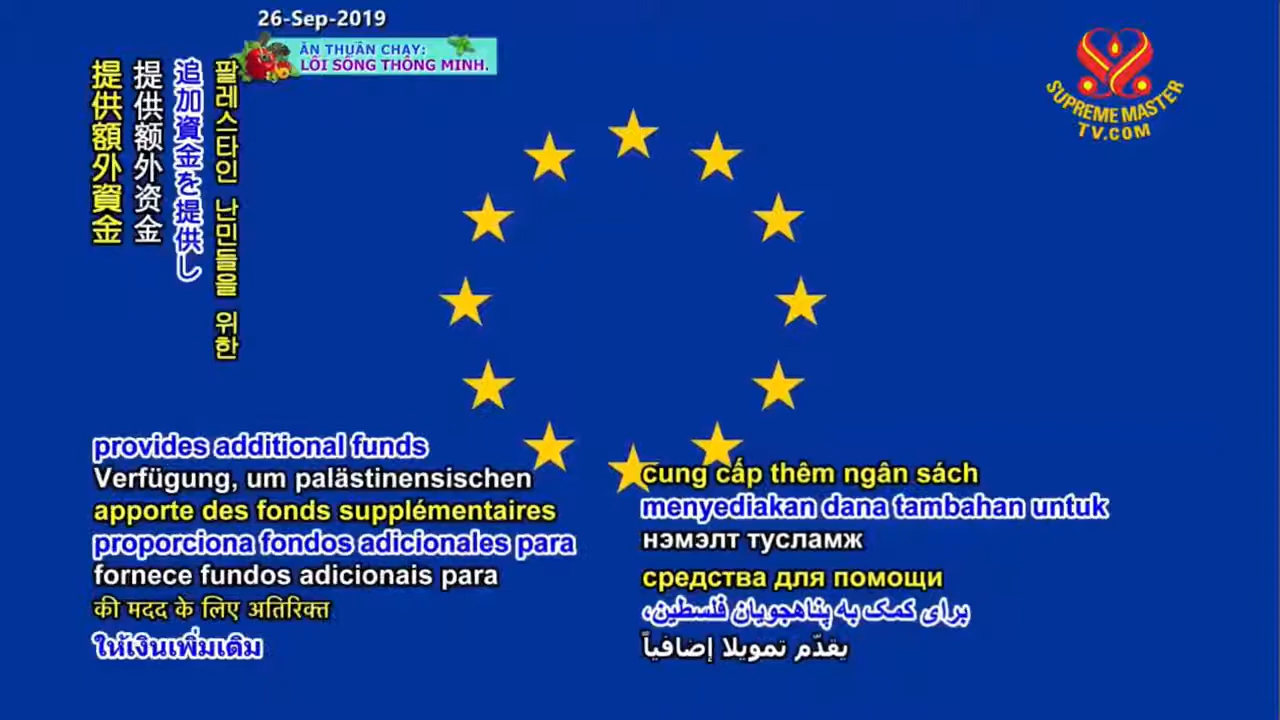 26-Sep-2019
ĂN THUẦN CHAY:
LỐI SỐNG THÔNG MINH.
SUPREME MASTER
TV.COM
提供額外資金
提供额外资金
追加資金を提供し
팔레스타인 난민들을 위한
provides additional funds
Verfügung, um palästinensischen
apporte des fonds supplémentaires
proporciona fondos adicionales para
fornece fundos adicionais para
की मदद के लिए अतिरिक्त
ให้เงินเพิ่มเติม
cung cấp thêm ngân sách
menyediakan dana tambahan untuk
нэмэлт тусламж
средства для помощи
برای کمک به پناهجویان فلسطین،
يقدّم تمويلا إضافياً